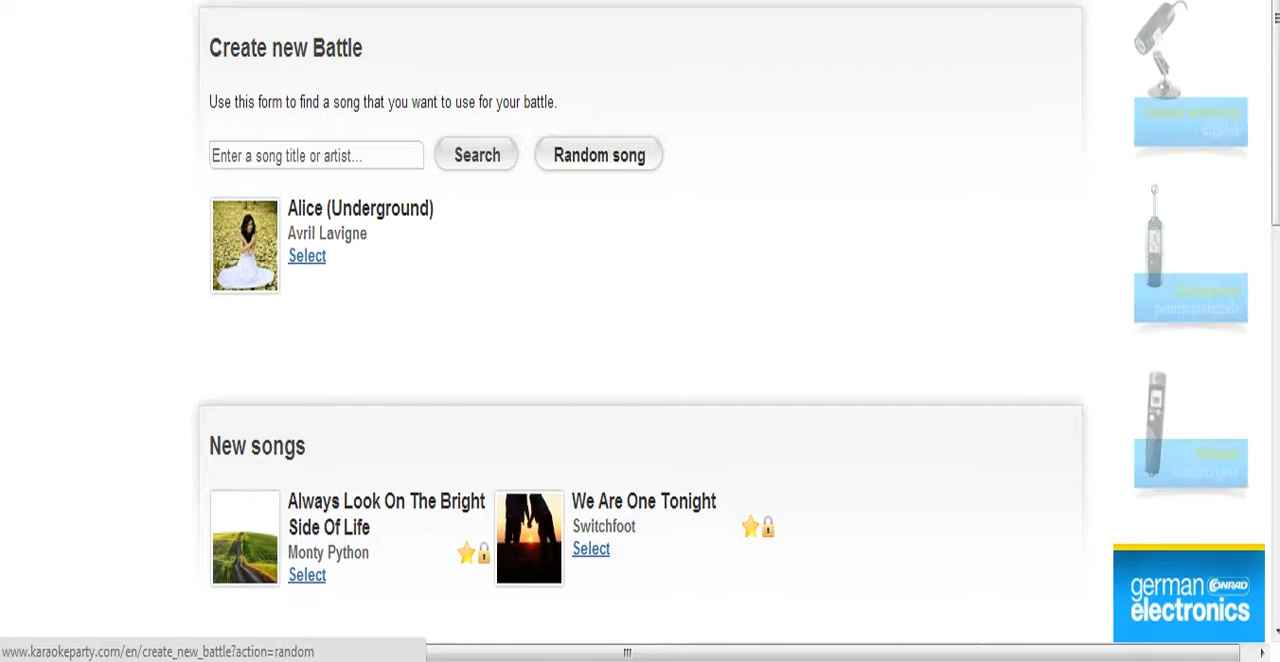 Create new Battle
Use this form to find a song that you want to use for your battle.
Enter a song title or artist...
Search
Random song
Alice (Underground)
Avril Lavigne
Select
New songs
Always Look On The Bright
Side Of Life
Monty Python
Select
We Are One Tonight
Switchfoot
Select
german CONRAD
electronics
www.karaokeparty.com/en/create_new_battle?action=random